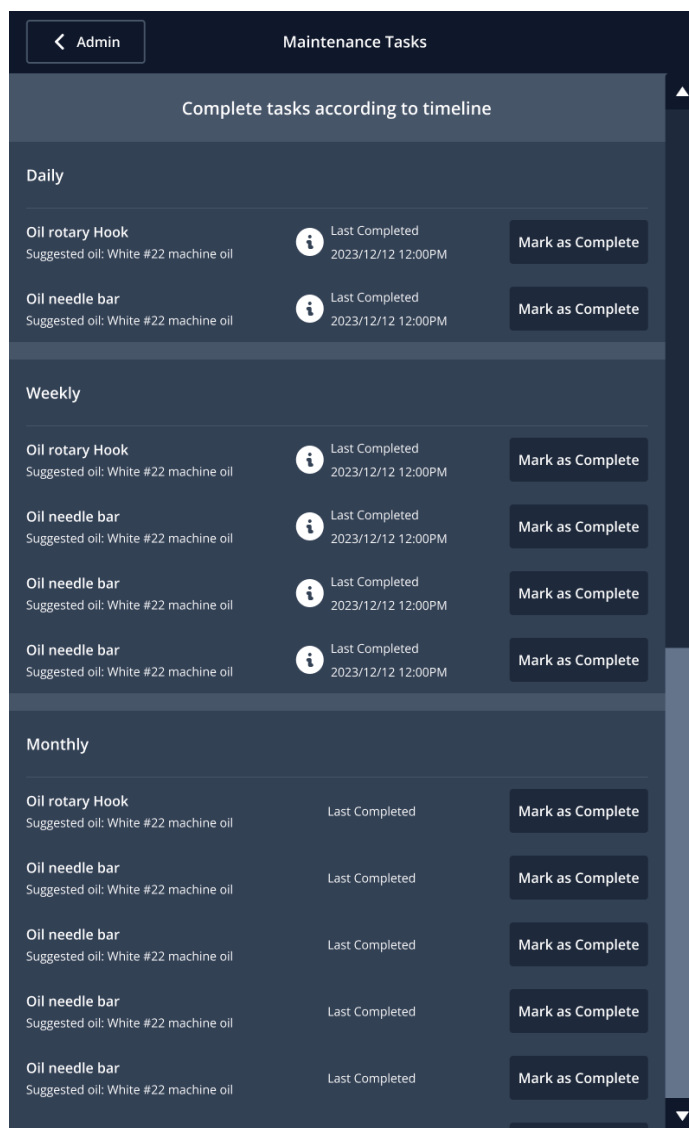 Admin
Maintenance Tasks
Complete tasks according to timeline
Daily
Oil rotary Hook
Suggested oil: White #22 machine oil
Last Completed
2023/12/12 12:00PM
Mark as Complete
Oil needle bar
Suggested oil: White #22 machine oil
Last Completed
2023/12/12 12:00PM
Mark as Complete
Weekly
Oil rotary Hook
Suggested oil: White #22 machine oil
Last Completed
2023/12/12 12:00PM
Mark as Complete
Oil needle bar
Suggested oil: White #22 machine oil
Last Completed
2023/12/12 12:00PM
Mark as Complete
Oil needle bar
Suggested oil: White #22 machine oil
Last Completed
2023/12/12 12:00PM
Mark as Complete
Oil needle bar
Suggested oil: White #22 machine oil
Last Completed
2023/12/12 12:00PM
Mark as Complete
Monthly
Oil rotary Hook
Suggested oil: White #22 machine oil
Last Completed
Mark as Complete
Oil needle bar
Suggested oil: White #22 machine oil
Last Completed
Mark as Complete
Oil needle bar
Suggested oil: White #22 machine oil
Last Completed
Mark as Complete
Oil needle bar
Suggested oil: White #22 machine oil
Last Completed
Mark as Complete
Oil needle bar
Suggested oil: White #22 machine oil
Last Completed
Mark as Complete